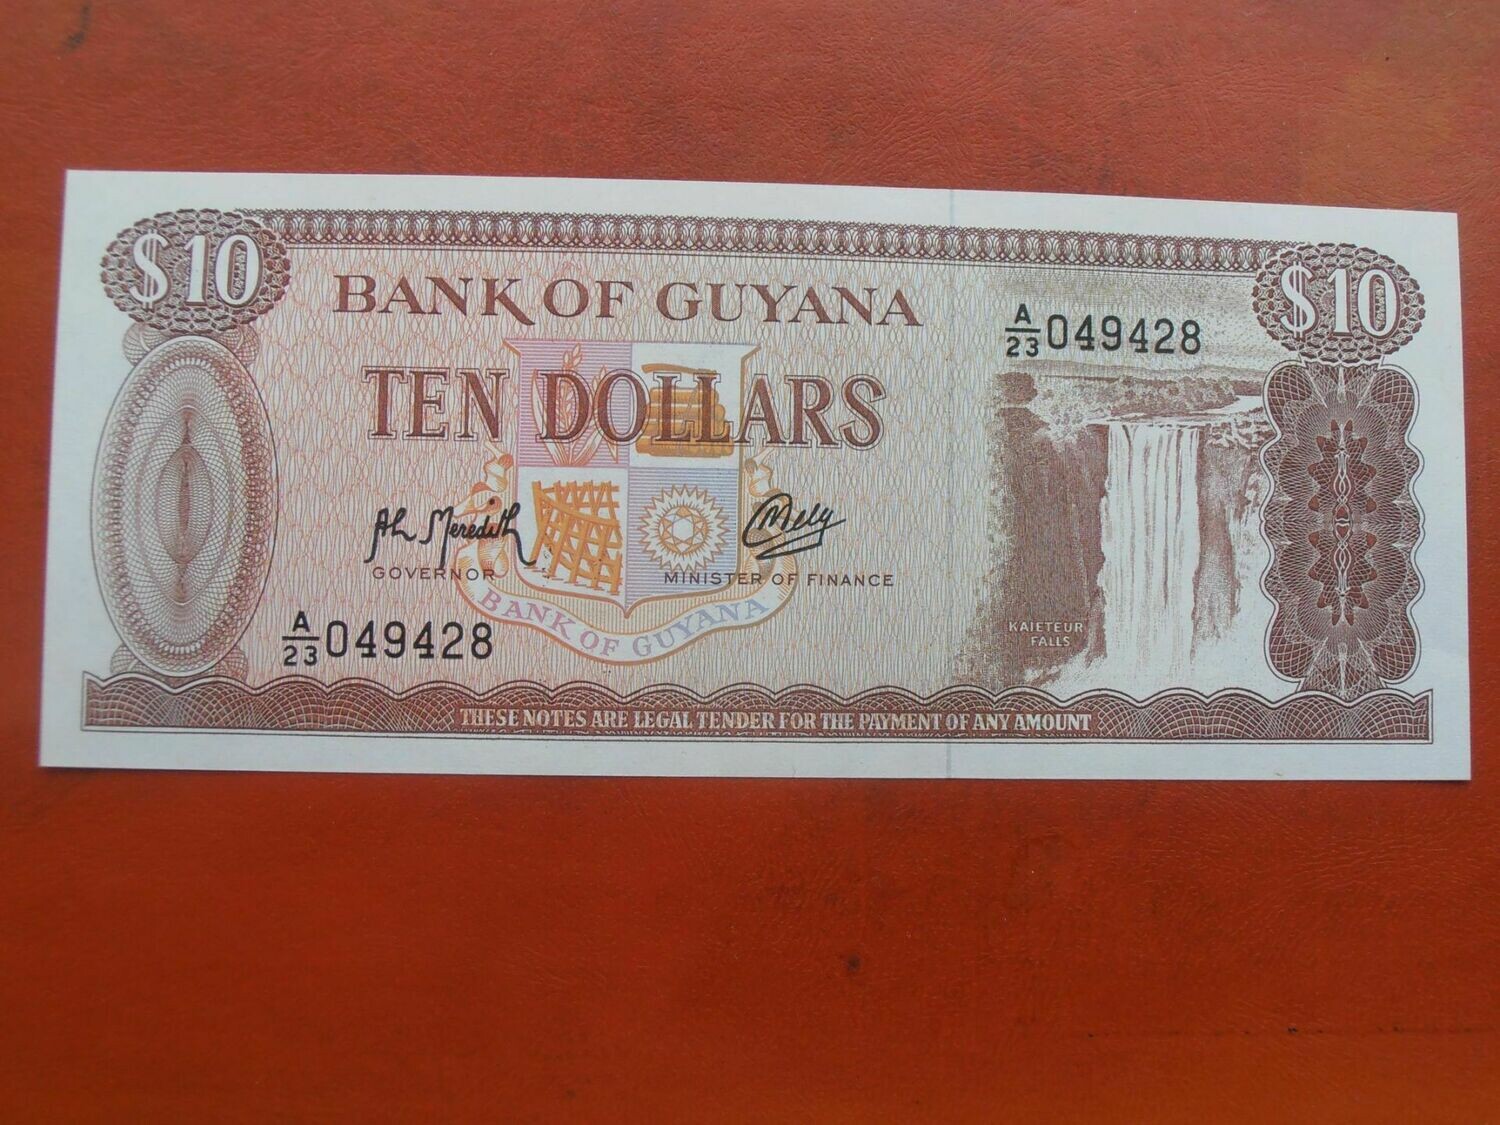 $10
$10
BANK OF GUYANA
A/23 049428
TEN DOLLARS
Meredith
GOVERNOR
MINISTER OF FINANCE
BANK OF GUYANA
KAIETEUR
FALLS
A/23 049428
THESE NOTES ARE LEGAL TENDER FOR THE PAYMENT OF ANY AMOUNT